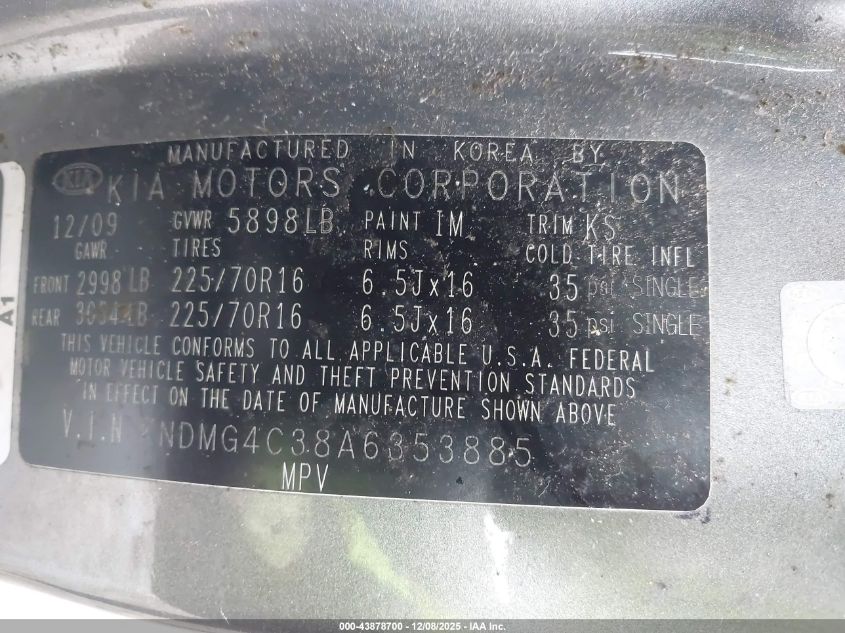 MANUFACTURED IN KOREA BY
KIA KIA MOTORS CORPORATION
12/09 GVWR 5898LB PAINT IM TRIM KS
GAWR TIRES RIMS COLD TIRE INFL
FRONT 2998 LB 225/70R16 6.5Jx16 35 psi SINGLE
REAR LB 225/70R16 6.5Jx16 35 psi SINGLE
THIS VEHICLE CONFORMS TO ALL APPLICABLE U.S.A. FEDERAL
MOTOR VEHICLE SAFETY AND THEFT PREVENTION STANDARDS
IN EFFECT ON THE DATE OF MANUFACTURE SHOWN ABOVE
V.I.N NDMG4C38A6353885
MPV
A1
000-43878700 - 12/08/2025 - IAA Inc.